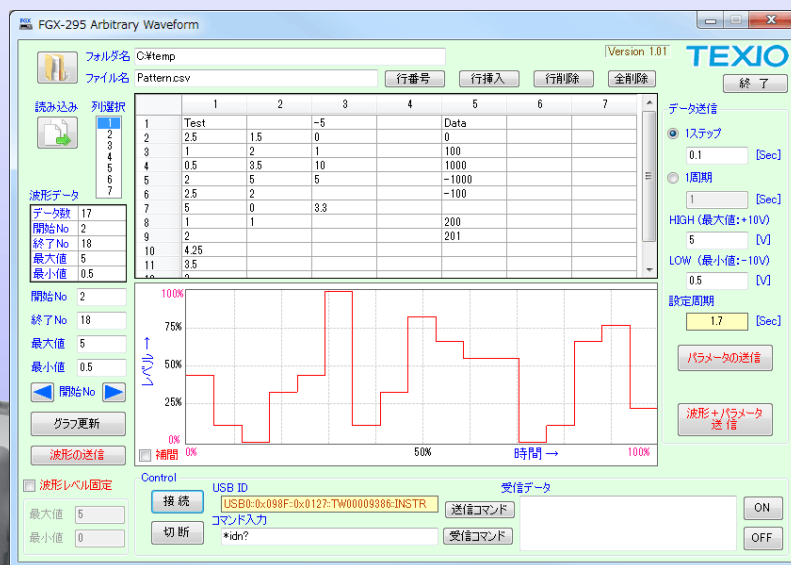 FGX-295 Arbitrary Waveform
フォルダ名 C:¥temp
Version 1.01
TEXIO
ファイル名 Pattern.csv
行番号 行挿入 行削除 全削除
終 了
読み込み 列選択
1
2
3
4
5
6
7
1 2 3 4 5 6 7
1 Test -5 Data
2 2.5 1.5 0 0
3 1 2 1 100
4 0.5 3.5 10 1000
5 2 5 5 -1000
6 2.5 2 -100
7 5 0 3.3
8 1 1 200
9 2 201
10 4.25
11 3.5
波形データ
データ数 17
開始No 2
終了No 18
最大値 5
最小値 0.5
開始No 2
終了No 18
最大値 5
最小値 0.5
開始No
グラフ更新
波形の送信
波形レベル固定
最大値 5
最小値 0
100%
75%
50%
25%
0%
レベル→
補間 0% 50% 時間→ 100%
データ送信
1ステップ
0.1 [Sec]
1周期
1 [Sec]
HIGH (最大値:+10V)
5 [V]
LOW (最小値:-10V)
0.5 [V]
設定周期
1.7 [Sec]
パラメータの送信
波形+パラメータ
送信
Control
接 続
切 断
USB ID
USB0::0x098F::0x0127::TW00009386::INSTR
コマンド入力
*idn?
送信コマンド
受信コマンド
受信データ
ON
OFF